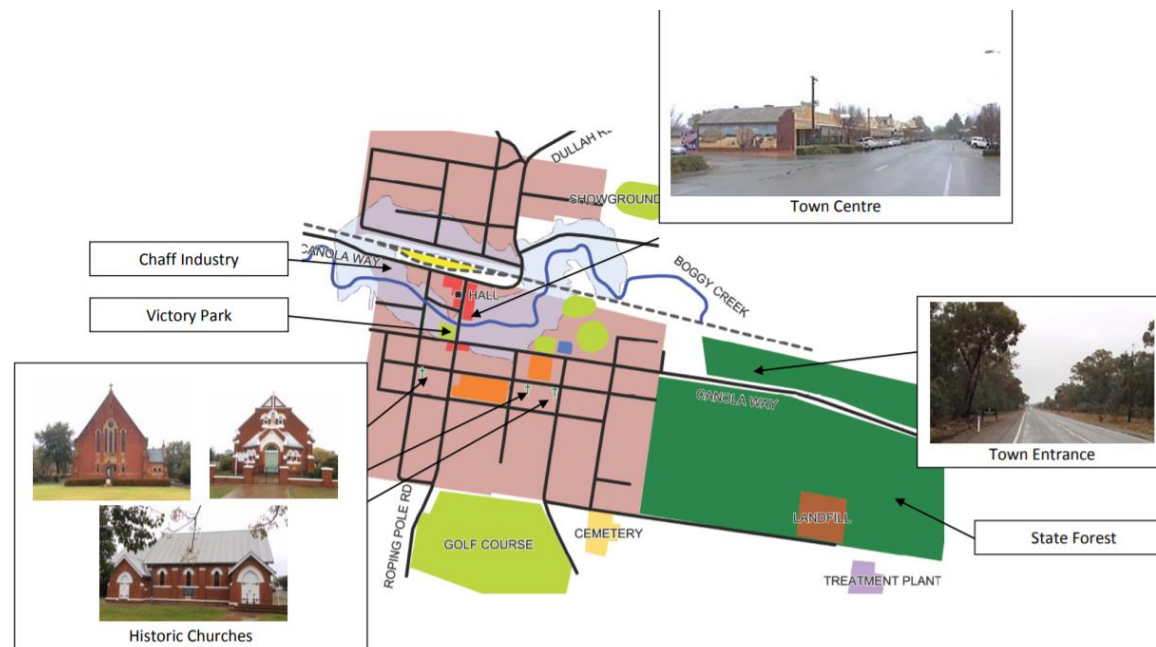 Town Centre
DULLAH RD
SHOWGROUND
CANOLA WAY
Chaff Industry
BOGGY CREEK
HALL
Victory Park
CANOLA WAY
Town Entrance
ROPING POLE RD
LANDFILL
CEMETERY
State Forest
GOLF COURSE
TREATMENT PLANT
Historic Churches